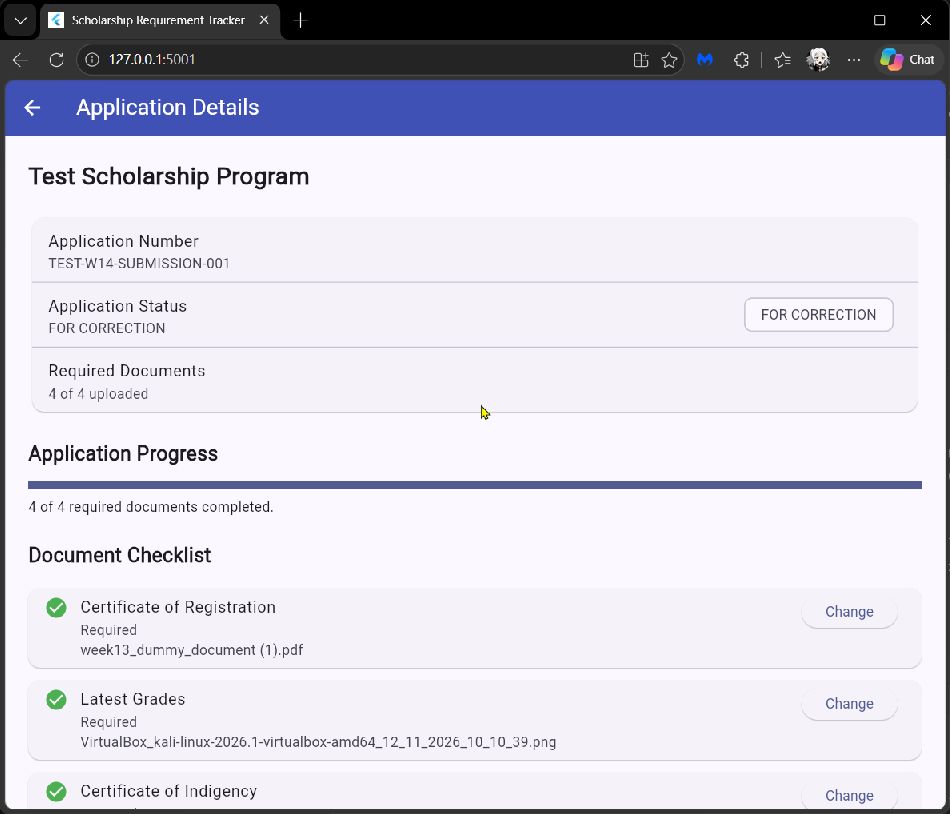 Scholarship Requirement Tracker
127.0.0.1:5001
Chat
Application Details
Test Scholarship Program
Application Number
TEST-W14-SUBMISSION-001
Application Status
FOR CORRECTION
FOR CORRECTION
Required Documents
4 of 4 uploaded
Application Progress
4 of 4 required documents completed.
Document Checklist
Certificate of Registration
Required
week13_dummy_document (1).pdf
Change
Latest Grades
Required
VirtualBox_kali-linux-2026.1-virtualbox-amd64_12_11_2026_10_10_39.png
Change
Certificate of Indigency
Change